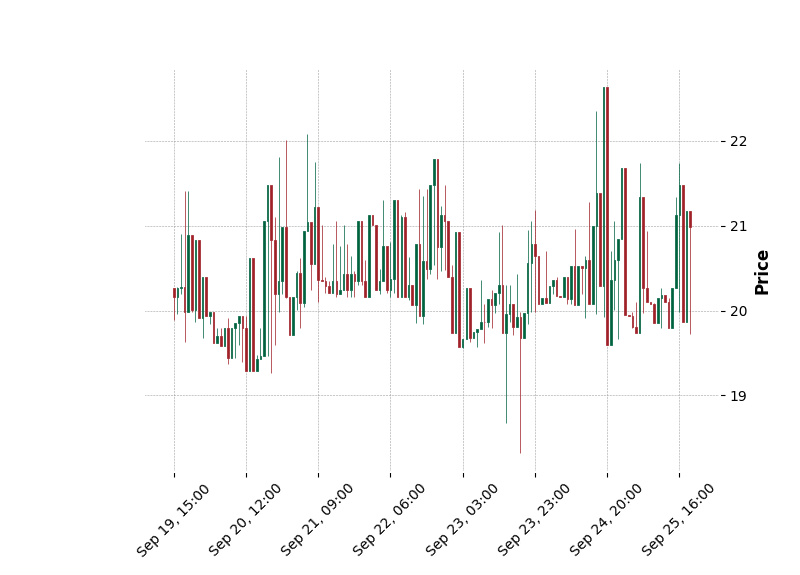 22
21
20
19
Price
Sep 19, 15:00
Sep 20, 12:00
Sep 21, 09:00
Sep 22, 06:00
Sep 23, 03:00
Sep 23, 23:00
Sep 24, 20:00
Sep 25, 16:00